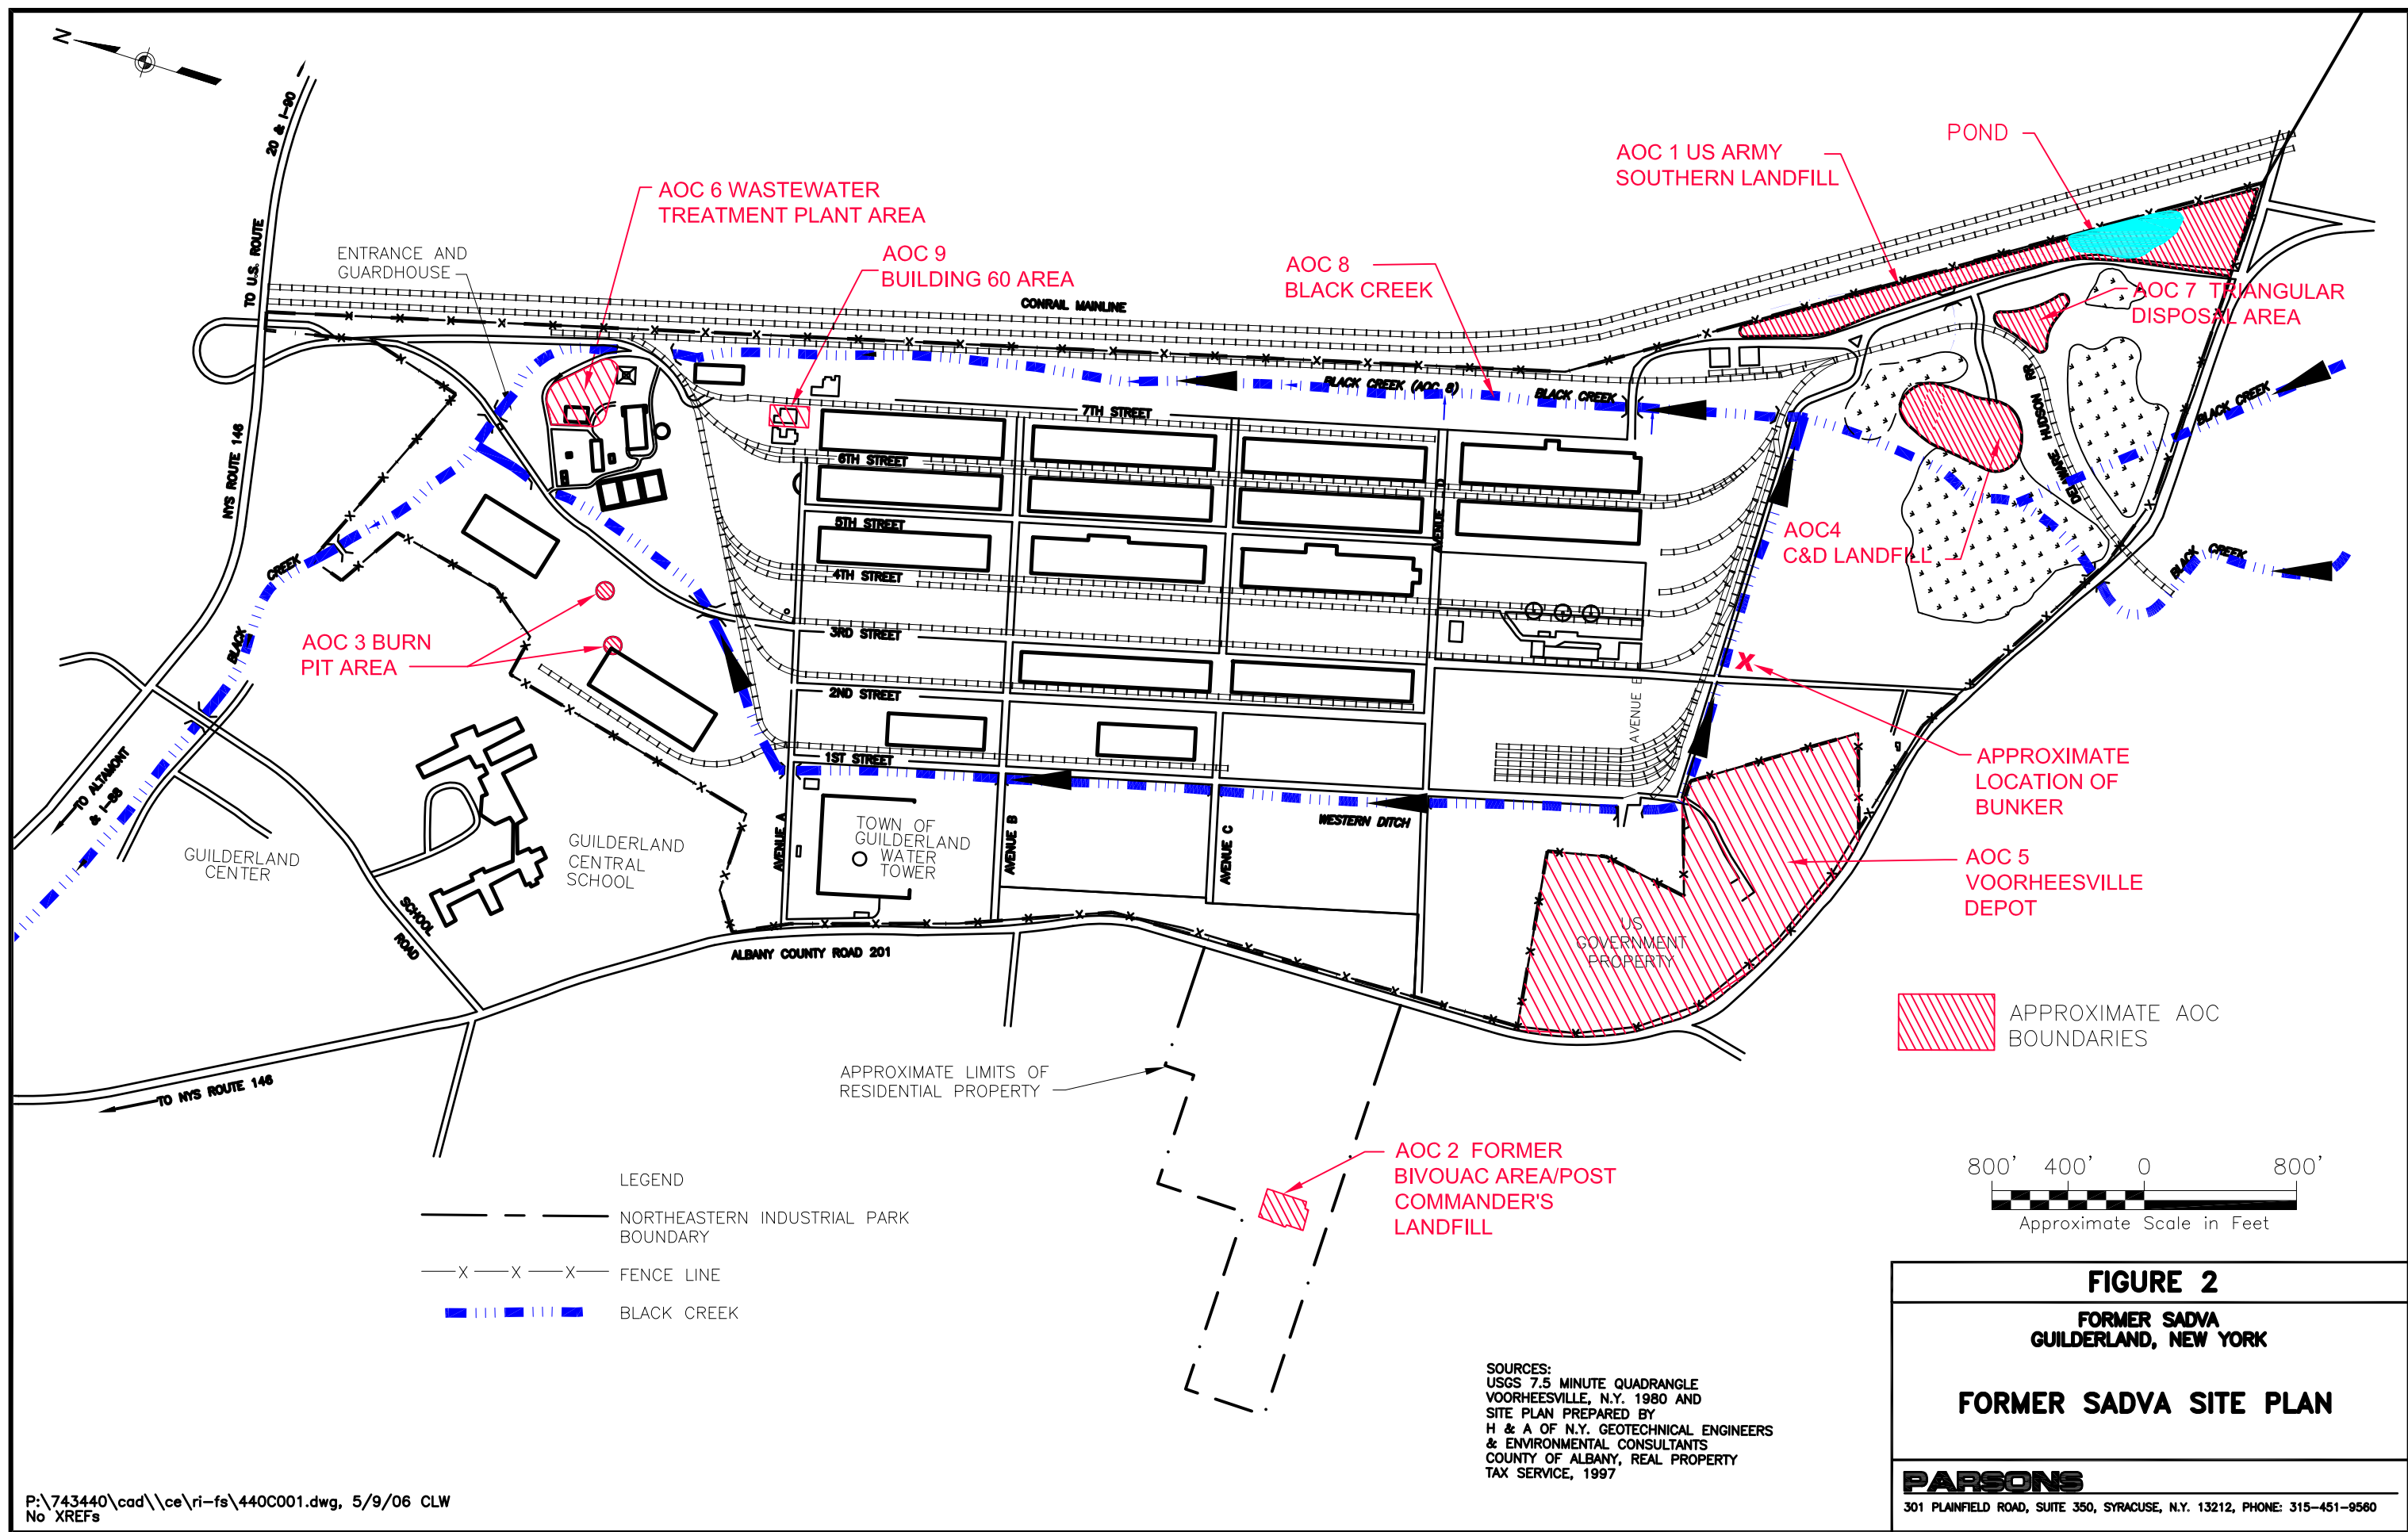 N
20 & I-90
TO U.S. ROUTE
NYS ROUTE 146
ENTRANCE AND
GUARDHOUSE
AOC 6 WASTEWATER
TREATMENT PLANT AREA
AOC 9
BUILDING 60 AREA
CONRAIL MAINLINE
AOC 8
BLACK CREEK
AOC 1 US ARMY
SOUTHERN LANDFILL
POND
AOC 7 TRIANGULAR
DISPOSAL AREA
BLACK CREEK (AOC 8)
BLACK CREEK
BLACK CREEK
BLACK CREEK
DELAWARE HUDSON RR
AOC4
C&D LANDFILL
7TH STREET
6TH STREET
5TH STREET
4TH STREET
3RD STREET
2ND STREET
1ST STREET
AVENUE A
AVENUE B
AVENUE C
AVENUE D
AVENUE E
WESTERN DITCH
BLACK CREEK
AOC 3 BURN
PIT AREA
TO ALTAMONT
& I-88
GUILDERLAND
CENTER
GUILDERLAND
CENTRAL
SCHOOL
SCHOOL
ROAD
TOWN OF
GUILDERLAND
WATER
TOWER
ALBANY COUNTY ROAD 201
TO NYS ROUTE 146
X
APPROXIMATE
LOCATION OF
BUNKER
AOC 5
VOORHEESVILLE
DEPOT
US
GOVERNMENT
PROPERTY
APPROXIMATE AOC
BOUNDARIES
APPROXIMATE LIMITS OF
RESIDENTIAL PROPERTY
AOC 2 FORMER
BIVOUAC AREA/POST
COMMANDER'S
LANDFILL
800' 400' 0 800'
Approximate Scale in Feet
LEGEND
NORTHEASTERN INDUSTRIAL PARK
BOUNDARY
X X X FENCE LINE
BLACK CREEK
SOURCES:
USGS 7.5 MINUTE QUADRANGLE
VOORHEESVILLE, N.Y. 1980 AND
SITE PLAN PREPARED BY
H & A OF N.Y. GEOTECHNICAL ENGINEERS
& ENVIRONMENTAL CONSULTANTS
COUNTY OF ALBANY, REAL PROPERTY
TAX SERVICE, 1997
FIGURE 2
FORMER SADVA
GUILDERLAND, NEW YORK
FORMER SADVA SITE PLAN
PARSONS
301 PLAINFIELD ROAD, SUITE 350, SYRACUSE, N.Y. 13212, PHONE: 315-451-9560
P:\743440\cad\\ce\ri-fs\440C001.dwg, 5/9/06 CLW
No XREFs